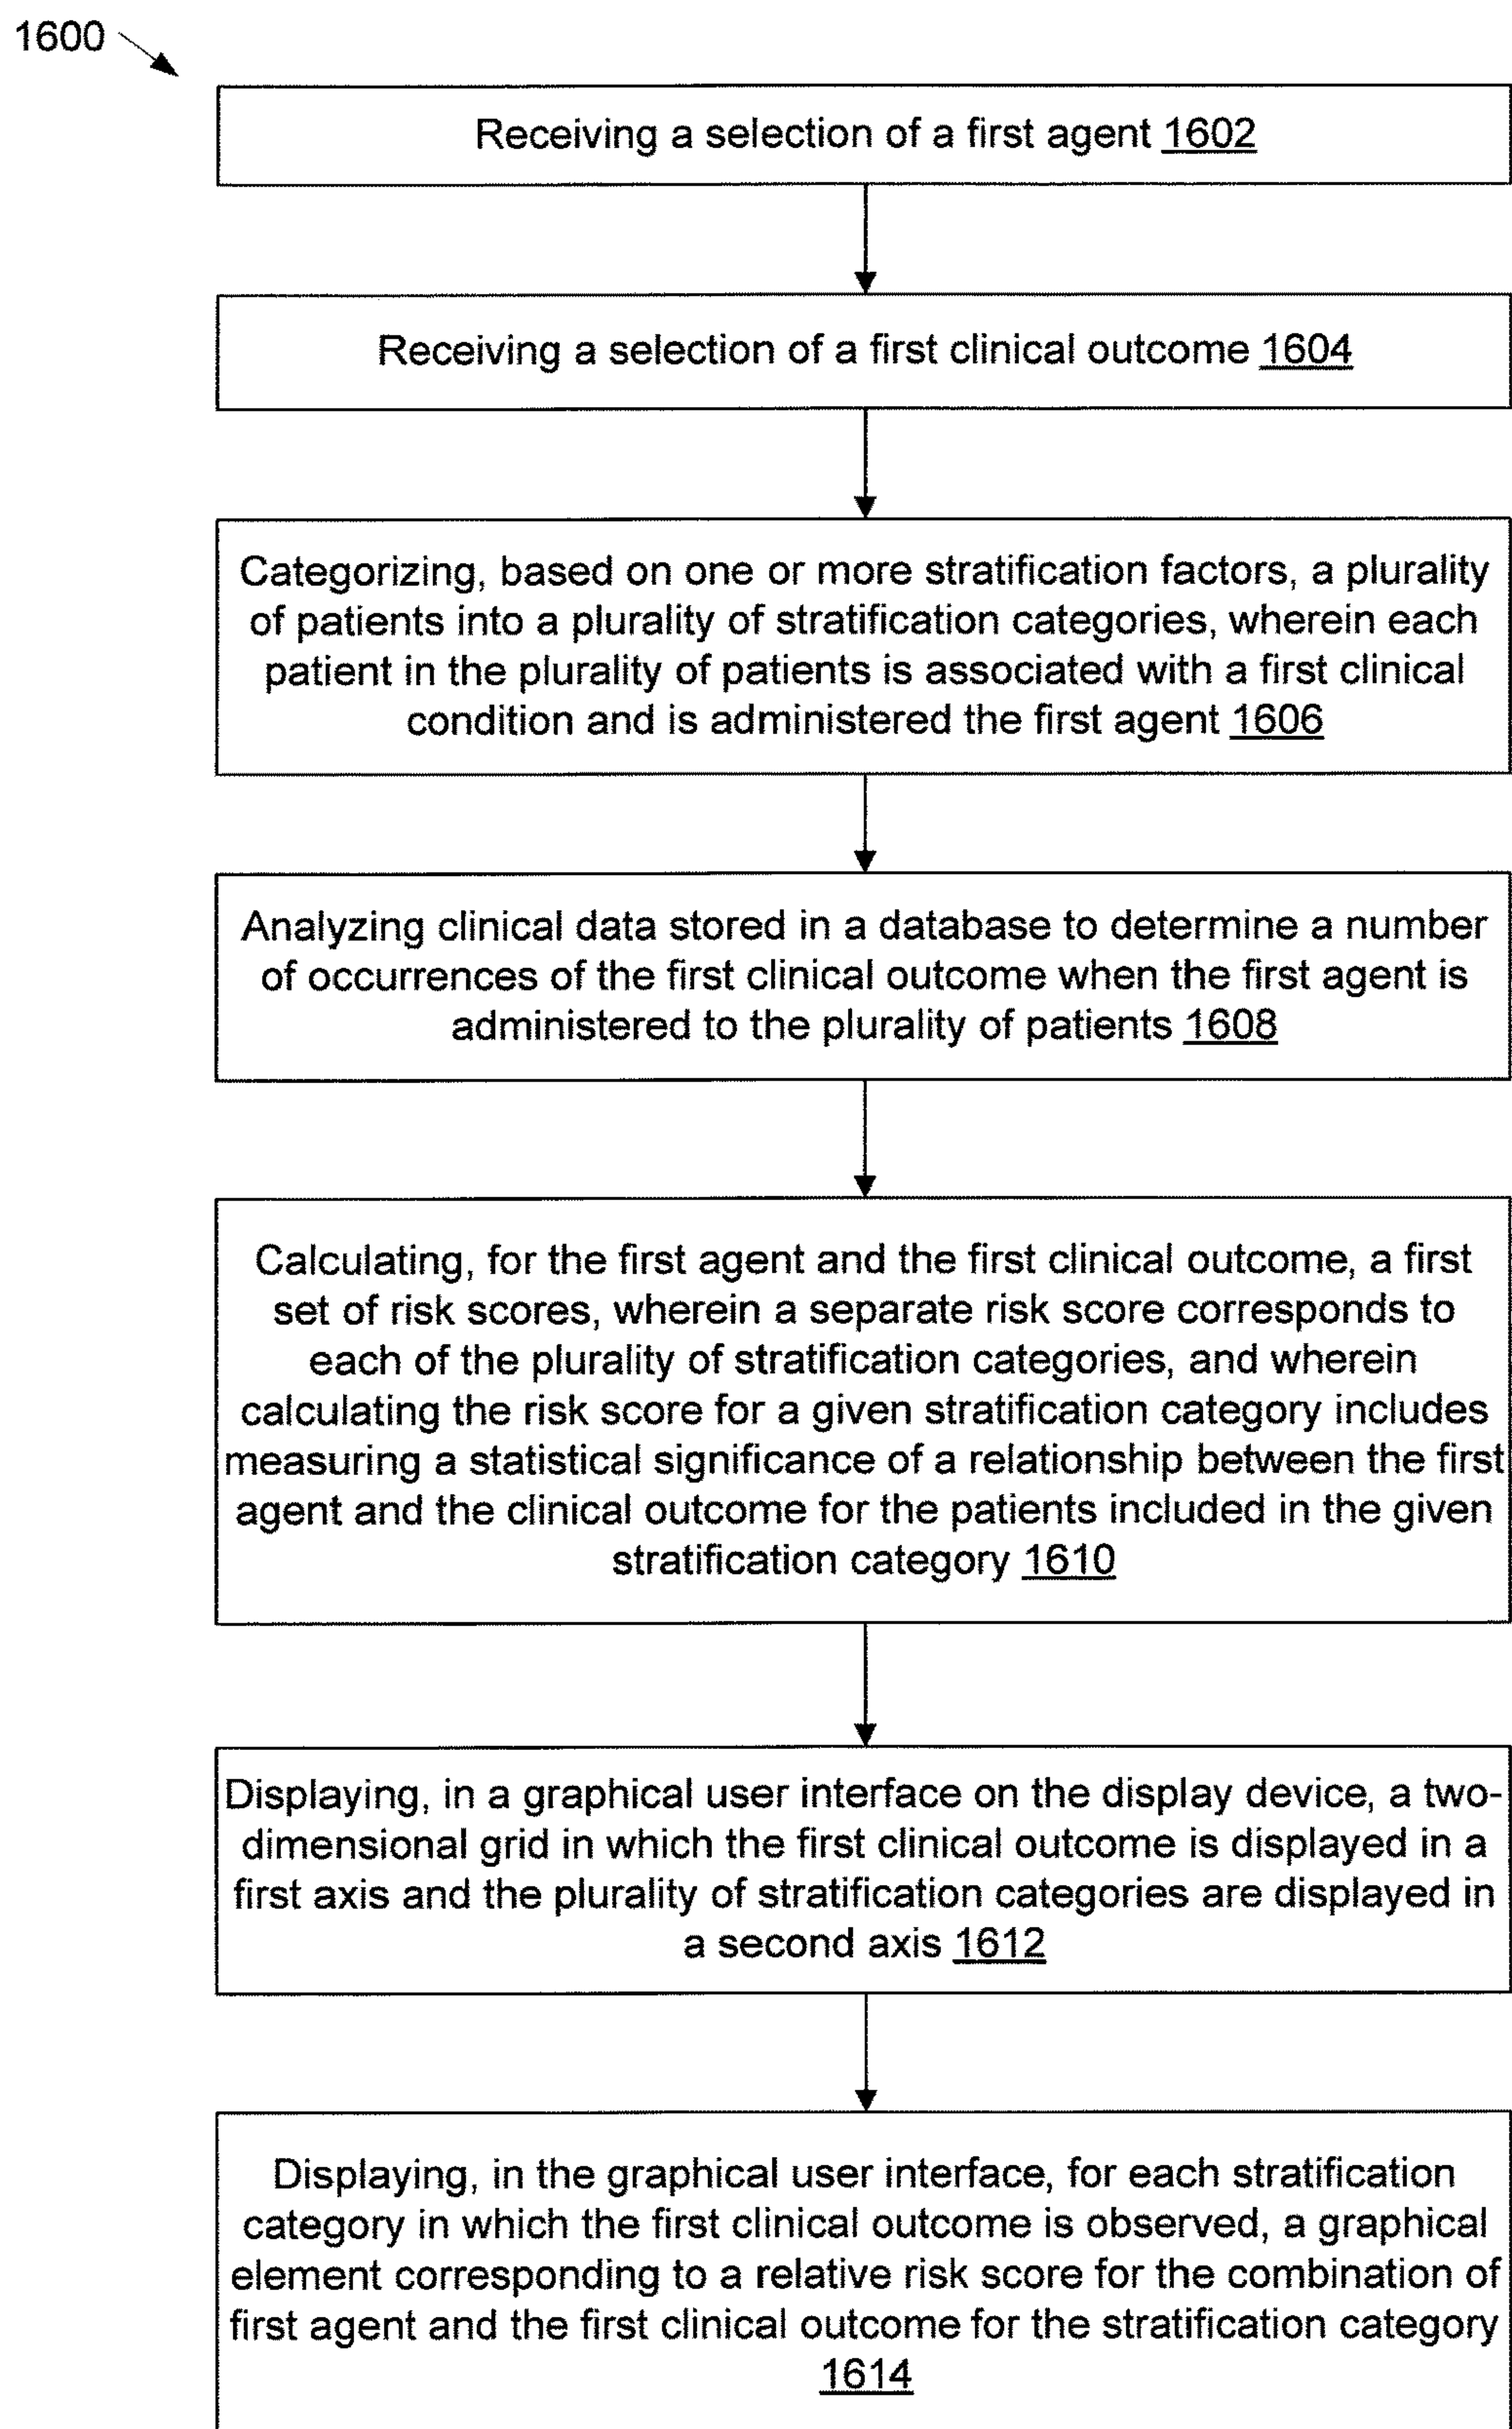 1600
Receiving a selection of a first agent 1602
Receiving a selection of a first clinical outcome 1604
Categorizing, based on one or more stratification factors, a plurality
of patients into a plurality of stratification categories, wherein each
patient in the plurality of patients is associated with a first clinical
condition and is administered the first agent 1606
Analyzing clinical data stored in a database to determine a number
of occurrences of the first clinical outcome when the first agent is
administered to the plurality of patients 1608
Calculating, for the first agent and the first clinical outcome, a first
set of risk scores, wherein a separate risk score corresponds to
each of the plurality of stratification categories, and wherein
calculating the risk score for a given stratification category includes
measuring a statistical significance of a relationship between the first
agent and the clinical outcome for the patients included in the given
stratification category 1610
Displaying, in a graphical user interface on the display device, a two-
dimensional grid in which the first clinical outcome is displayed in a
first axis and the plurality of stratification categories are displayed in
a second axis 1612
Displaying, in the graphical user interface, for each stratification
category in which the first clinical outcome is observed, a graphical
element corresponding to a relative risk score for the combination of
first agent and the first clinical outcome for the stratification category
1614